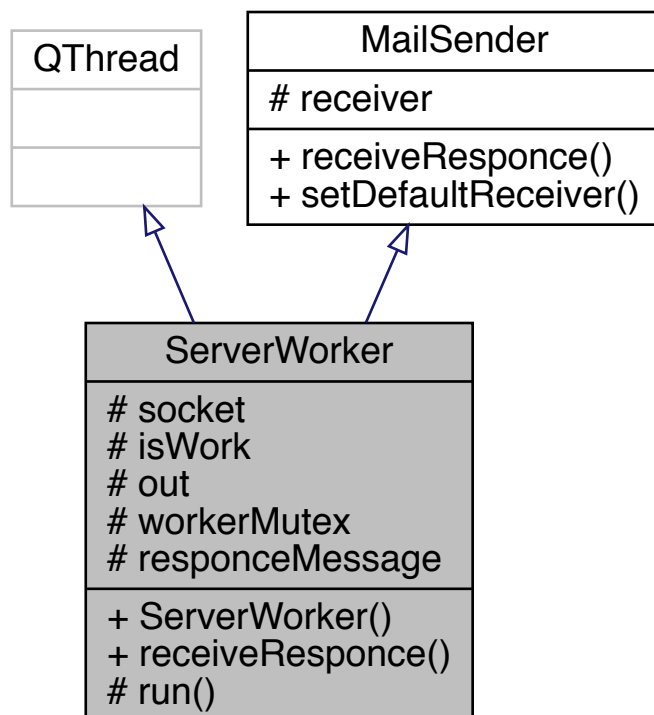 QThread
MailSender
# receiver
+ receiveResponce()
+ setDefaultReceiver()
ServerWorker
# socket
# isWork
# out
# workerMutex
# responceMessage
+ ServerWorker()
+ receiveResponce()
# run()